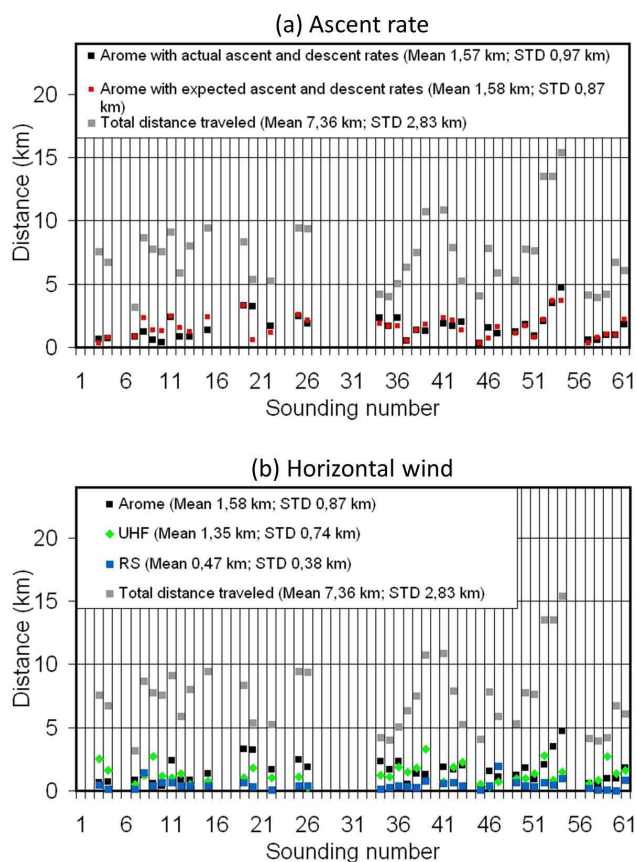 (a) Ascent rate
Arome with actual ascent and descent rates (Mean 1,57 km; STD 0,97 km)
Arome with expected ascent and descent rates (Mean 1,58 km; STD 0,87
km)
Total distance traveled (Mean 7,36 km; STD 2,83 km)
20
15
10
5
0
Distance (km)
1 6 11 16 21 26 31 36 41 46 51 56 61
Sounding number
(b) Horizontal wind
Arome (Mean 1,58 km; STD 0,87 km)
UHF (Mean 1,35 km; STD 0,74 km)
RS (Mean 0,47 km; STD 0,38 km)
Total distance traveled (Mean 7,36 km; STD 2,83 km)
20
15
10
5
0
Distance (km)
1 6 11 16 21 26 31 36 41 46 51 56 61
Sounding number